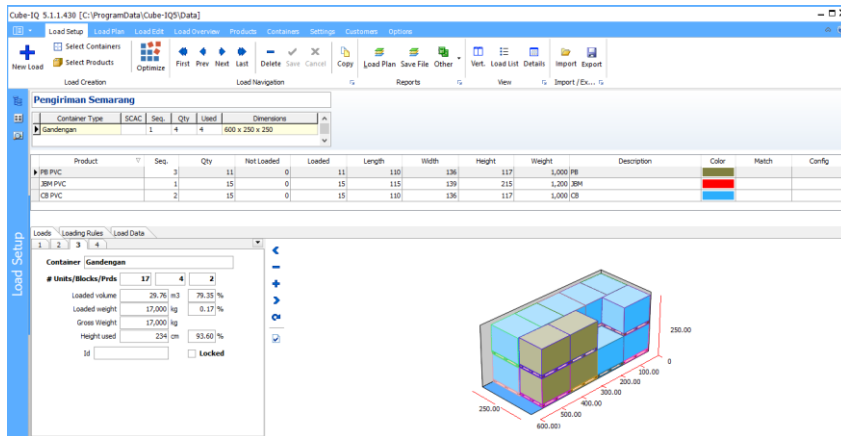 Cube-IQ 5.1.1.430 [C:\ProgramData\Cube-IQ5\Data]
Load Setup Load Plan Load Edit Load Overview Products Containers Settings Customies Options
New Load
Select Containers
Select Products
Optimize
First Prev Next Last Delete Save Cancel Copy Load Plan Save File Other Vert. Load List Details Import Export
Load Creation Load Navigation Reports View Import / Ex...
Pengiriman Semarang
Container Type SCAC Seq. Qty Used Dimensions
Gandengan 1 4 4 600 x 250 x 250
Product Seq. Qty Not Loaded Loaded Length Width Height Weight Description Color Match Config
PB PVC 3 11 0 11 110 136 117 1,000 PB
JBM PVC 1 15 0 15 115 139 215 1,200 JBM
CB PVC 2 15 0 15 110 136 117 1,000 CB
Load Setup
Loads Loading Rules Load Data
1 2 3 4
Container Gandengan
# Units/Blocks/Prds 17 4 2
Loaded volume 29.76 m3 79.35 %
Loaded weight 17,000 kg 0.17 %
Gross Weight 17,000 kg
Height used 234 cm 93.60 %
Id Locked
250.00
0
100.00
200.00
300.00
400.00
500.00
600.00
250.00